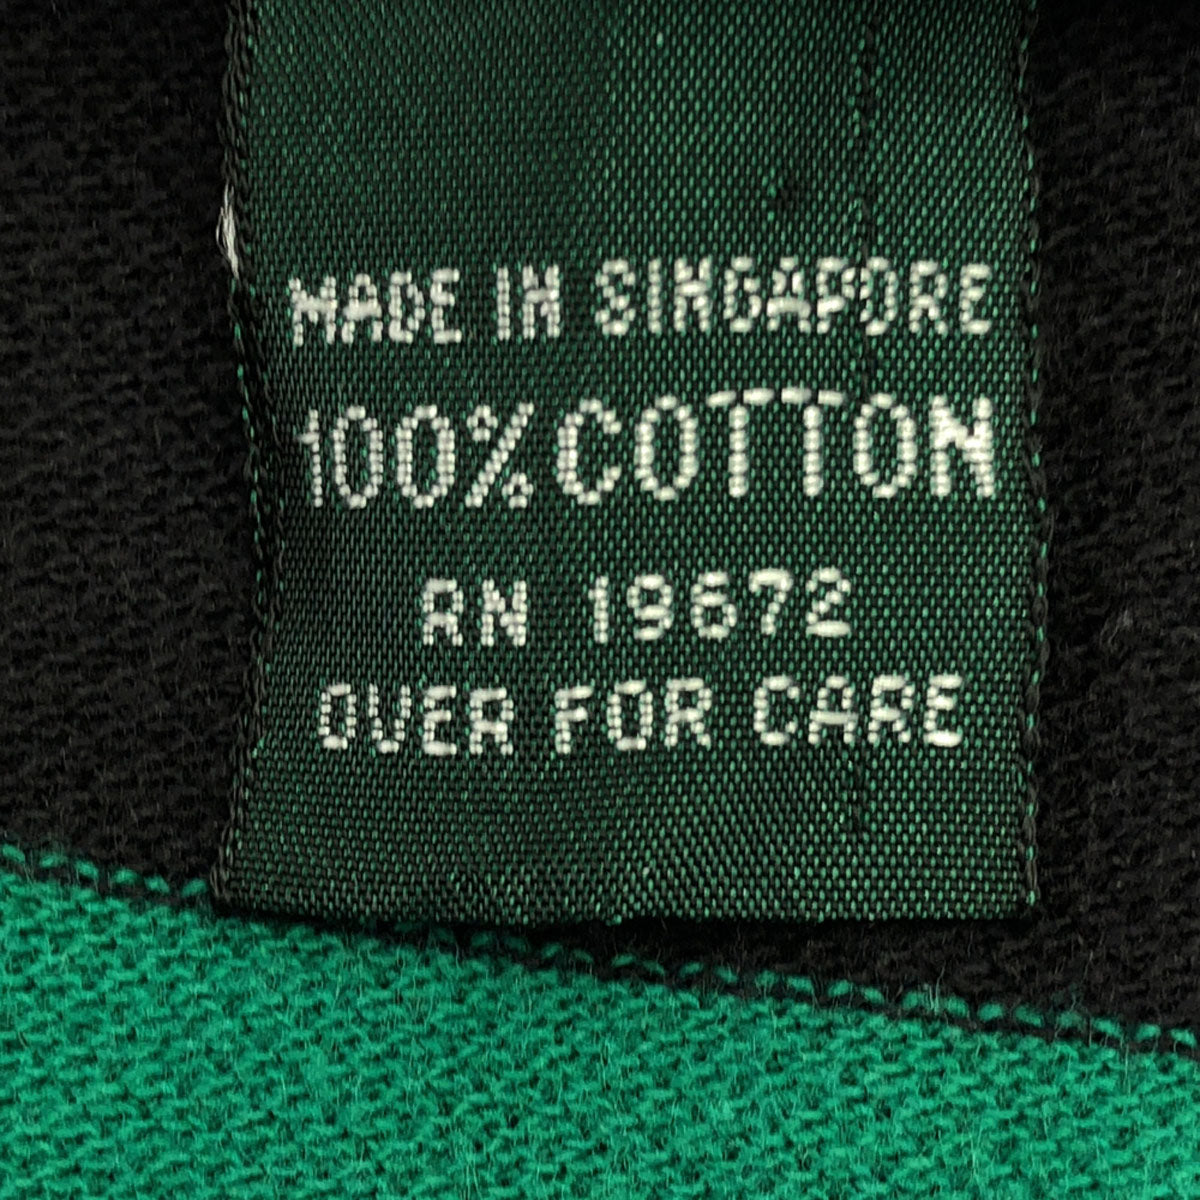 MADE IN SINGAPORE
100% COTTON
RN 19672
OVER FOR CARE